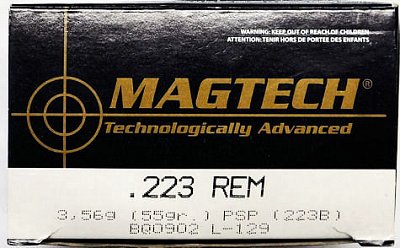 WARNING: KEEP OUT OF REACH OF CHILDREN
ATTENTION: TENIR HORS DE PORTEE DES ENFANTS
MAGTECH®
Technologically Advanced
.223 REM
3,56g (55gr.) PSP (223B)
BQ0902 L-129